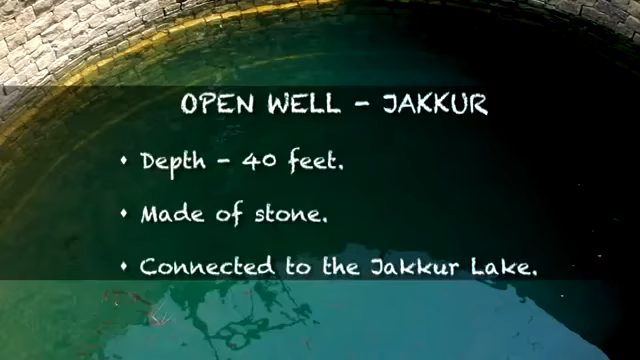 OPEN WELL - JAKKUR
• Depth - 40 feet.
• Made of stone.
• Connected to the Jakkur Lake.